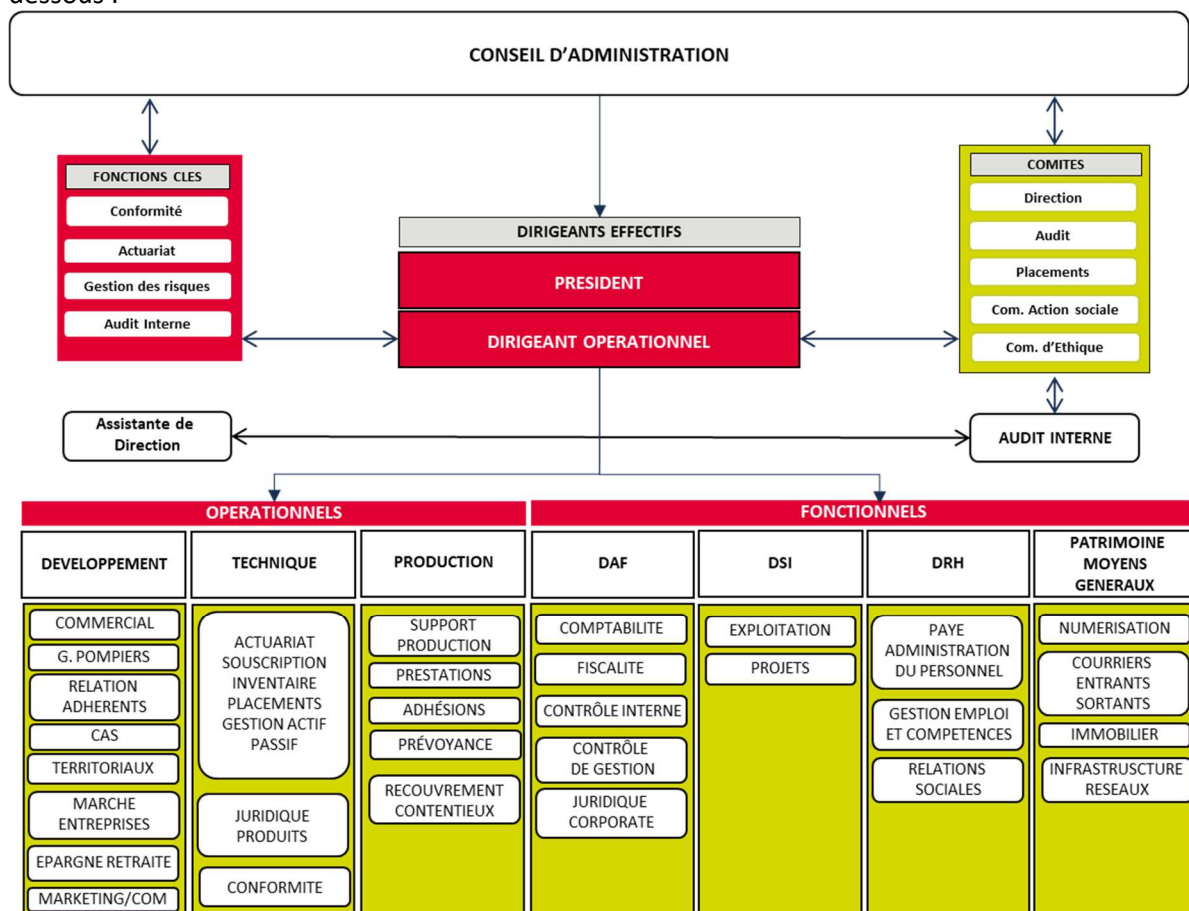 dessous :
CONSEIL D'ADMINISTRATION
FONCTIONS CLES
Conformité
Actuariat
Gestion des risques
Audit Interne
DIRIGEANTS EFFECTIFS
PRESIDENT
DIRIGEANT OPERATIONNEL
COMITES
Direction
Audit
Placements
Com. Action sociale
Com. d'Ethique
Assistante de
Direction
AUDIT INTERNE
OPERATIONNELS
FONCTIONNELS
DEVELOPPEMENT
COMMERCIAL
G. POMPIERS
RELATION
ADHERENTS
CAS
TERRITORIAUX
MARCHE
ENTREPRISES
EPARGNE RETRAITE
MARKETING/COM
TECHNIQUE
ACTUARIAT
SOUSCRIPTION
INVENTAIRE
PLACEMENTS
GESTION ACTIF
PASSIF
JURIDIQUE
PRODUITS
CONFORMITE
PRODUCTION
SUPPORT
PRODUCTION
PRESTATIONS
ADHÉSIONS
PRÉVOYANCE
RECOUVREMENT
CONTENTIEUX
DAF
COMPTABILITE
FISCALITE
CONTRÔLE INTERNE
CONTRÔLE
DE GESTION
JURIDIQUE
CORPORATE
DSI
EXPLOITATION
PROJETS
DRH
PAYE
ADMINISTRATION
DU PERSONNEL
GESTION EMPLOI
ET COMPETENCES
RELATIONS
SOCIALES
PATRIMOINE
MOYENS
GENERAUX
NUMERISATION
COURRIERS
ENTRANTS
SORTANTS
IMMOBILIER
INFRASTRUSCTURE
RESEAUX